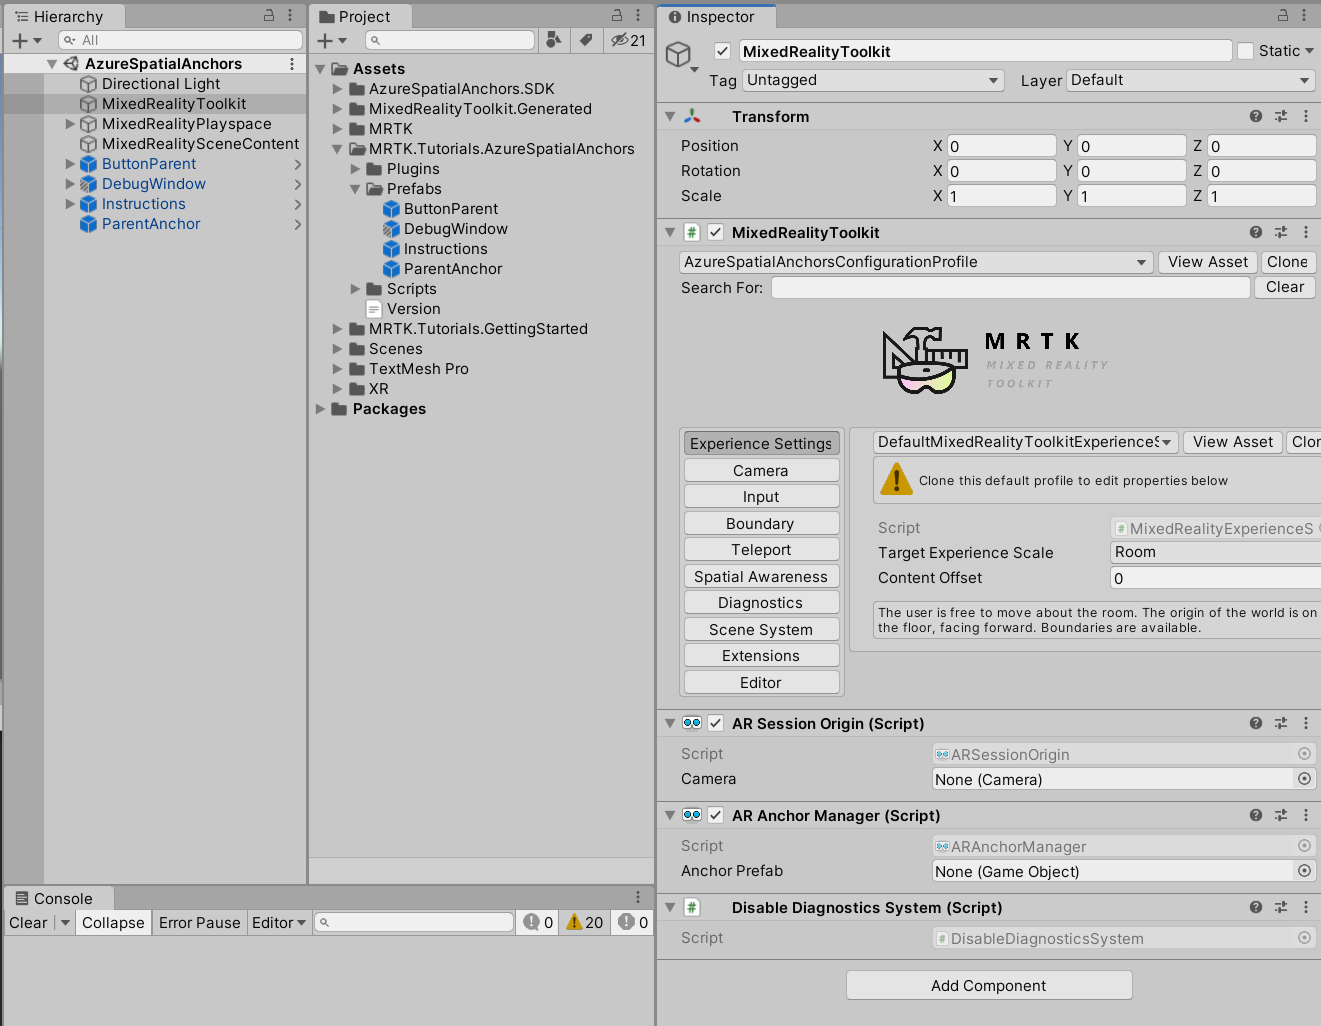 Hierarchy
All
AzureSpatialAnchors
Directional Light
MixedRealityToolkit
MixedRealityPlayspace
MixedRealitySceneContent
ButtonParent
DebugWindow
Instructions
ParentAnchor
Project
21
Assets
AzureSpatialAnchors.SDK
MixedRealityToolkit.Generated
MRTK
MRTK.Tutorials.AzureSpatialAnchors
Plugins
Prefabs
ButtonParent
DebugWindow
Instructions
ParentAnchor
Scripts
Version
MRTK.Tutorials.GettingStarted
Scenes
TextMesh Pro
XR
Packages
Console
Clear Collapse Error Pause Editor 0 20 0
Inspector
MixedRealityToolkit Static
Tag Untagged Layer Default
Transform
Position X 0 Y 0 Z 0
Rotation X 0 Y 0 Z 0
Scale X 1 Y 1 Z 1
# MixedRealityToolkit
AzureSpatialAnchorsConfigurationProfile View Asset Clone
Search For: Clear
MRTK
MIXED REALITY
TOOLKIT
Experience Settings
Camera
Input
Boundary
Teleport
Spatial Awareness
Diagnostics
Scene System
Extensions
Editor
DefaultMixedRealityToolkitExperienceS View Asset Clor
Clone this default profile to edit properties below
Script # MixedRealityExperienceS
Target Experience Scale Room
Content Offset 0
The user is free to move about the room. The origin of the world is on
the floor, facing forward. Boundaries are available.
AR Session Origin (Script)
Script ARSessionOrigin
Camera None (Camera)
AR Anchor Manager (Script)
Script ARAnchorManager
Anchor Prefab None (Game Object)
# Disable Diagnostics System (Script)
Script # DisableDiagnosticsSystem
Add Component